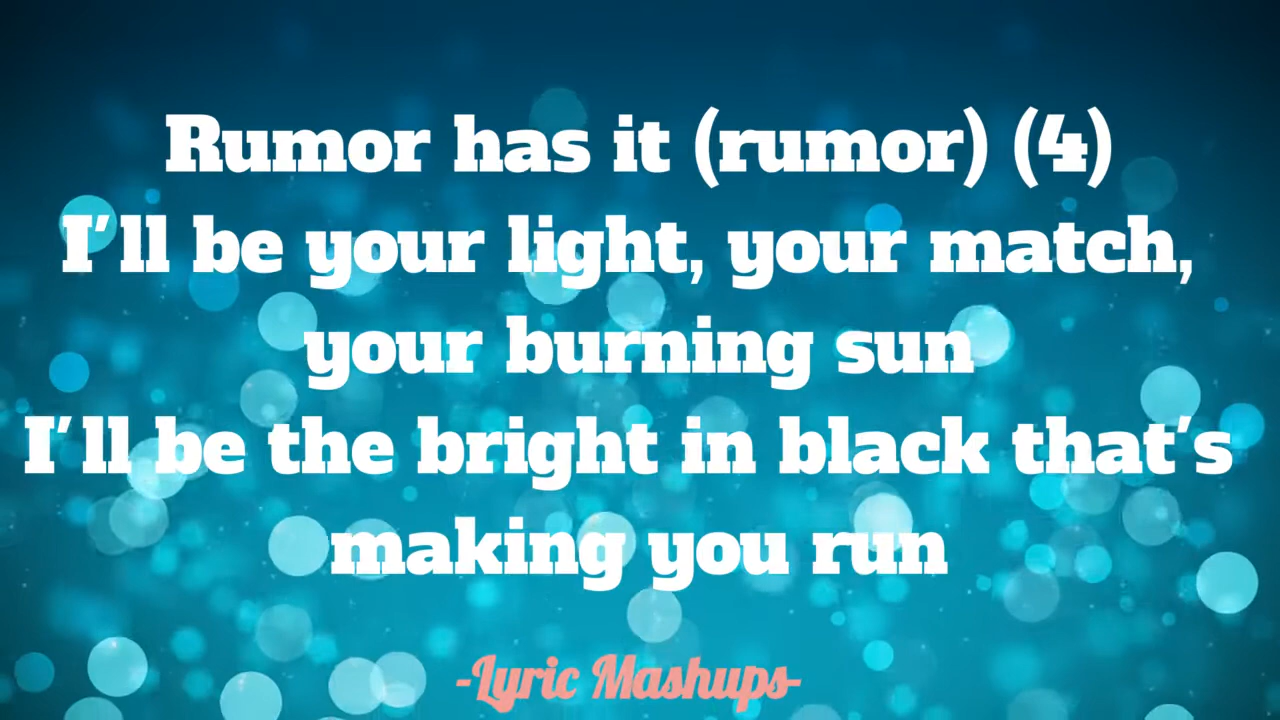 Rumor has it (rumor) (4)
I'll be your light, your match,
your burning sun
I'll be the bright in black that's
making you run
-Lyric Mashups-